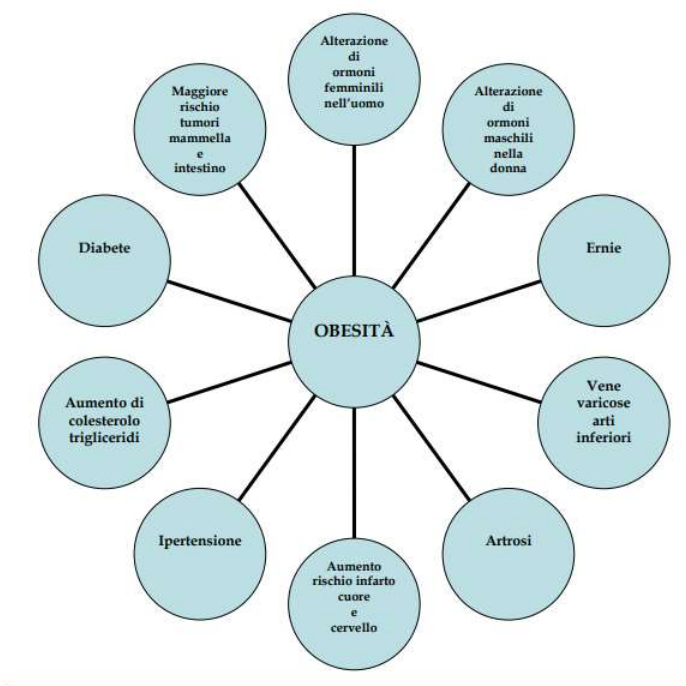 Alterazione
di
ormoni
femminili
nell'uomo
Alterazione
di
ormoni
maschili
nella
donna
Ernie
Vene
varicose
arti
inferiori
Artrosi
Aumento
rischio infarto
cuore
e
cervello
Ipertensione
Aumento di
colesterolo
trigliceridi
Diabete
Maggiore
rischio
tumori
mammella
e
intestino
OBESITÀ